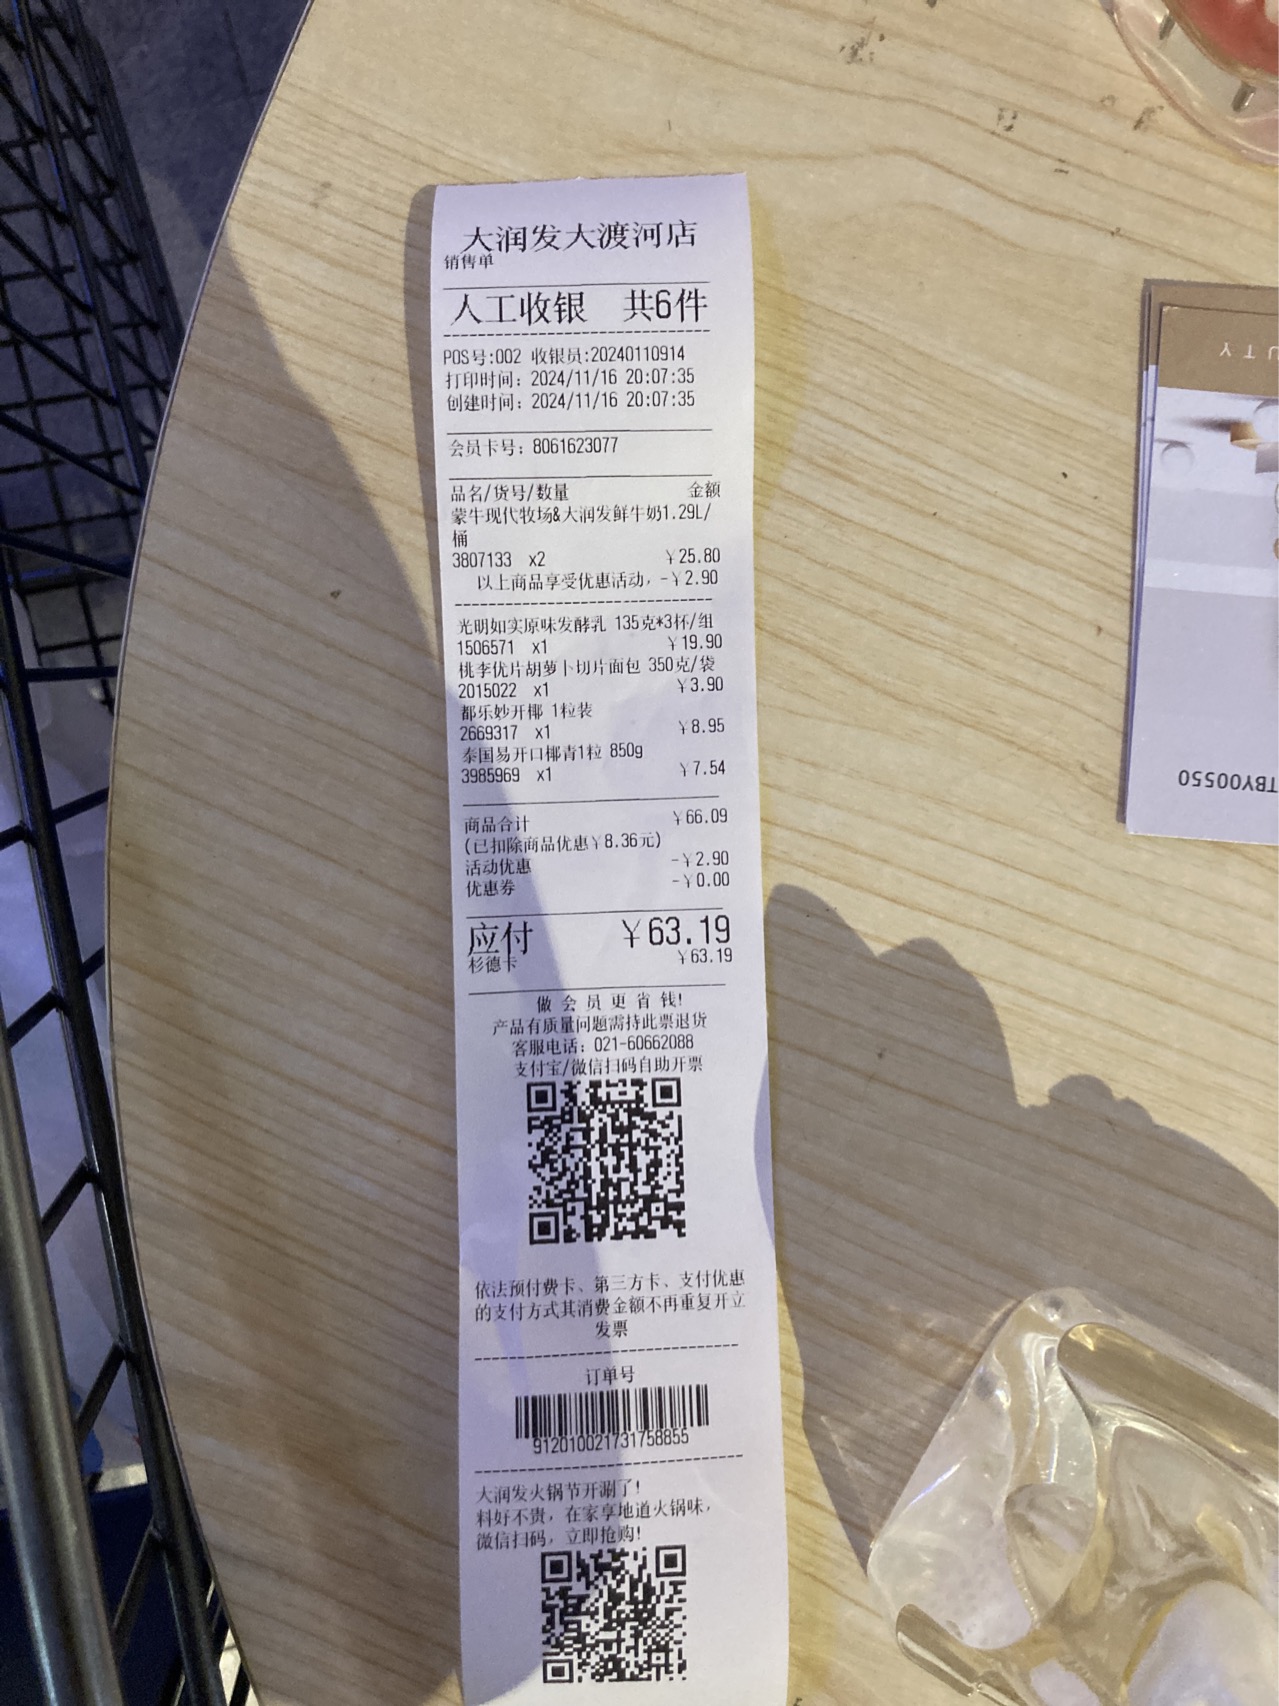 大润发大渡河店
销售单
人工收银 共6件
POS号:002 收银员:20240110914
打印时间: 2024/11/16 20:07:35
创建时间: 2024/11/16 20:07:35
会员卡号: 8061623077
品名/货号/数量 金额
蒙牛现代牧场&大润发鲜牛奶1.29L/
桶
3807133 x2 ¥25.80
以上商品享受优惠活动,-¥2.90
光明如实原味发酵乳 135克*3杯/组
1506571 x1 ¥19.90
桃李优片胡萝卜切片面包 350克/袋
2015022 x1 ¥3.90
都乐妙开椰 1粒装
2669317 x1 ¥8.95
泰国易开口椰青1粒 850g
3985969 x1 ¥7.54
商品合计 ¥66.09
(已扣除商品优惠¥8.36元)
活动优惠 -¥2.90
优惠券 -¥0.00
应付 ¥63.19
杉德卡 ¥63.19
做会员更省钱!
产品有质量问题需持此票退货
客服电话: 021-60662088
支付宝/微信扫码自助开票
依法预付费卡、第三方卡、支付优惠
的支付方式其消费金额不再重复开立
发票
订单号
912010021731758855
大润发火锅节开涮了!
料好不贵, 在家享地道火锅味,
微信扫码, 立即抢购!
UTY
TBY00550